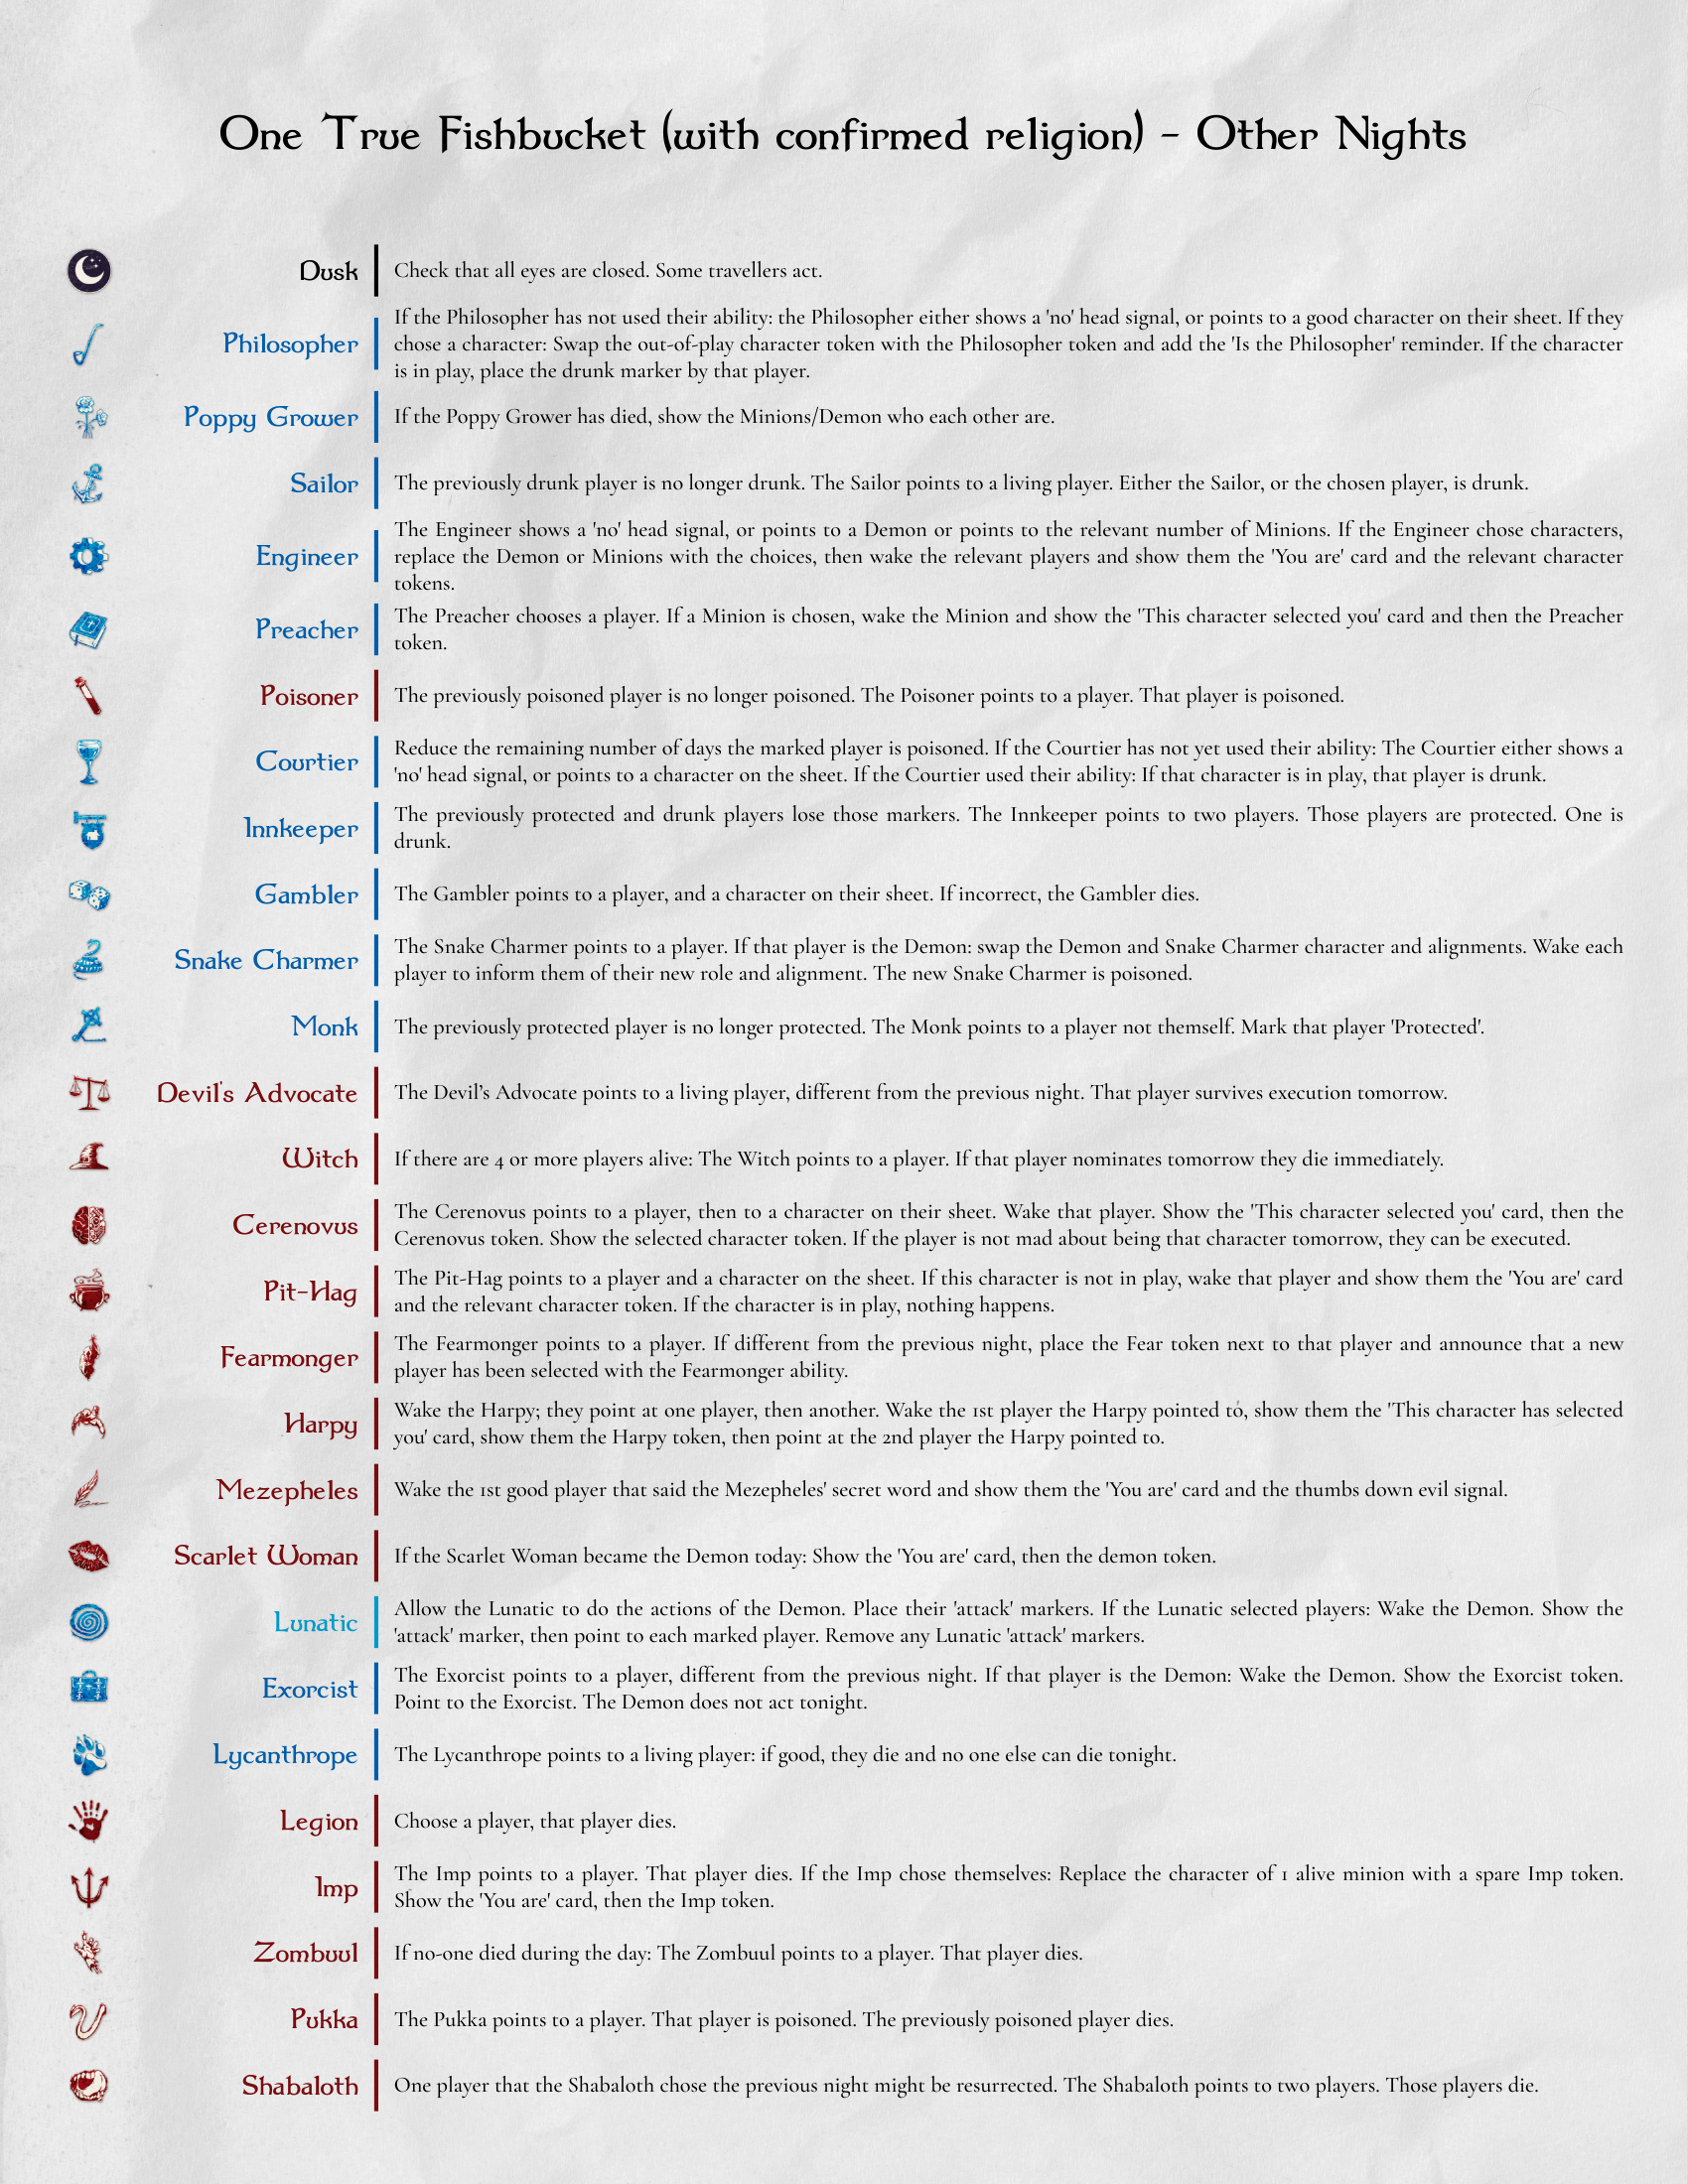 One True Fishbucket (with confirmed religion) - Other Nights
Dusk
Check that all eyes are closed. Some travellers act.
Philosopher
If the Philosopher has not used their ability: the Philosopher either shows a 'no' head signal, or points to a good character on their sheet. If they
chose a character: Swap the out-of-play character token with the Philosopher token and add the 'Is the Philosopher' reminder. If the character
is in play, place the drunk marker by that player.
Poppy Grower
If the Poppy Grower has died, show the Minions/Demon who each other are.
Sailor
The previously drunk player is no longer drunk. The Sailor points to a living player. Either the Sailor, or the chosen player, is drunk.
Engineer
The Engineer shows a 'no' head signal, or points to a Demon or points to the relevant number of Minions. If the Engineer chose characters,
replace the Demon or Minions with the choices, then wake the relevant players and show them the 'You are' card and the relevant character
tokens.
Preacher
The Preacher chooses a player. If a Minion is chosen, wake the Minion and show the 'This character selected you' card and then the Preacher
token.
Poisoner
The previously poisoned player is no longer poisoned. The Poisoner points to a player. That player is poisoned.
Courtier
Reduce the remaining number of days the marked player is poisoned. If the Courtier has not yet used their ability: The Courtier either shows a
'no' head signal, or points to a character on the sheet. If the Courtier used their ability: If that character is in play, that player is drunk.
Innkeeper
The previously protected and drunk players lose those markers. The Innkeeper points to two players. Those players are protected. One is
drunk.
Gambler
The Gambler points to a player, and a character on their sheet. If incorrect, the Gambler dies.
Snake Charmer
The Snake Charmer points to a player. If that player is the Demon: swap the Demon and Snake Charmer character and alignments. Wake each
player to inform them of their new role and alignment. The new Snake Charmer is poisoned.
Monk
The previously protected player is no longer protected. The Monk points to a player not themself. Mark that player 'Protected'.
Devil's Advocate
The Devil’s Advocate points to a living player, different from the previous night. That player survives execution tomorrow.
Witch
If there are 4 or more players alive: The Witch points to a player. If that player nominates tomorrow they die immediately.
Cerenovus
The Cerenovus points to a player, then to a character on their sheet. Wake that player. Show the 'This character selected you' card, then the
Cerenovus token. Show the selected character token. If the player is not mad about being that character tomorrow, they can be executed.
Pit-Hag
The Pit-Hag points to a player and a character on the sheet. If this character is not in play, wake that player and show them the 'You are' card
and the relevant character token. If the character is in play, nothing happens.
Fearmonger
The Fearmonger points to a player. If different from the previous night, place the Fear token next to that player and announce that a new
player has been selected with the Fearmonger ability.
Harpy
Wake the Harpy; they point at one player, then another. Wake the 1st player the Harpy pointed to, show them the 'This character has selected
you' card, show them the Harpy token, then point at the 2nd player the Harpy pointed to.
Mezepheles
Wake the 1st good player that said the Mezepheles' secret word and show them the 'You are' card and the thumbs down evil signal.
Scarlet Woman
If the Scarlet Woman became the Demon today: Show the 'You are' card, then the demon token.
Lunatic
Allow the Lunatic to do the actions of the Demon. Place their 'attack' markers. If the Lunatic selected players: Wake the Demon. Show the
'attack' marker, then point to each marked player. Remove any Lunatic 'attack' markers.
Exorcist
The Exorcist points to a player, different from the previous night. If that player is the Demon: Wake the Demon. Show the Exorcist token.
Point to the Exorcist. The Demon does not act tonight.
Lycanthrope
The Lycanthrope points to a living player: if good, they die and no one else can die tonight.
Legion
Choose a player, that player dies.
Imp
The Imp points to a player. That player dies. If the Imp chose themselves: Replace the character of 1 alive minion with a spare Imp token.
Show the 'You are' card, then the Imp token.
Zombuul
If no-one died during the day: The Zombuul points to a player. That player dies.
Pukka
The Pukka points to a player. That player is poisoned. The previously poisoned player dies.
Shabaloth
One player that the Shabaloth chose the previous night might be resurrected. The Shabaloth points to two players. Those players die.